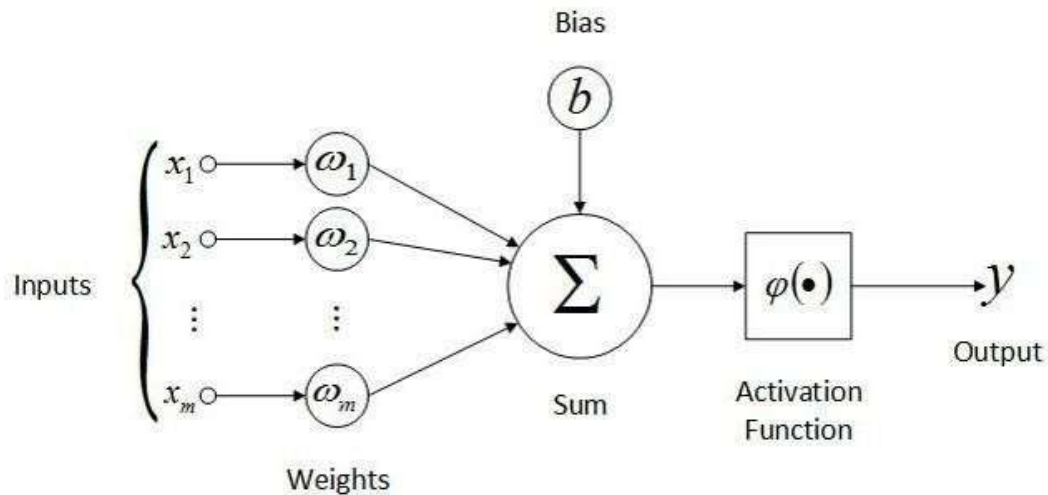 Bias
b
x₁ ω₁
x₂ ω₂
Inputs
⋮ ⋮
Σ
φ(•)
y
xₘ ωₘ
Output
Sum
Activation
Function
Weights